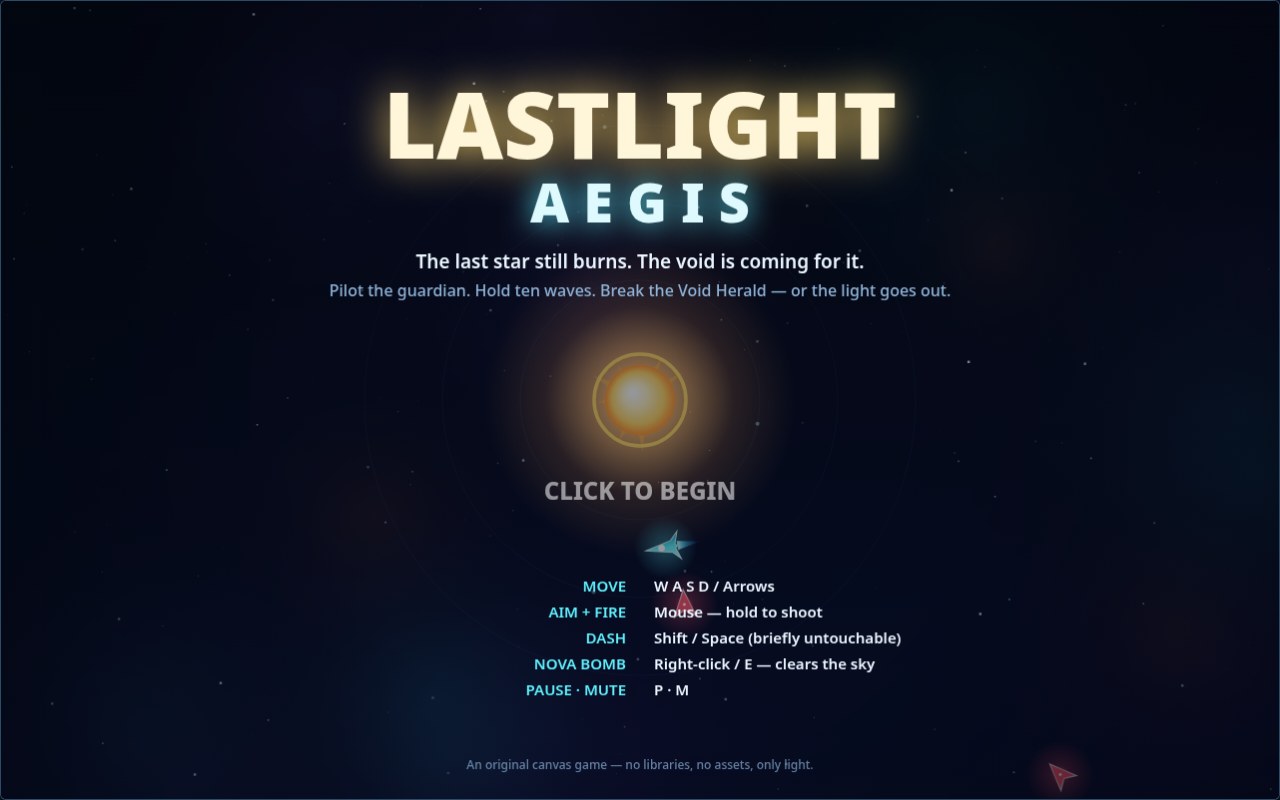 LASTLIGHT
AEGIS
The last star still burns. The void is coming for it.
Pilot the guardian. Hold ten waves. Break the Void Herald — or the light goes out.
CLICK TO BEGIN
MOVE W A S D / Arrows
AIM + FIRE Mouse — hold to shoot
DASH Shift / Space (briefly untouchable)
NOVA BOMB Right-click / E — clears the sky
PAUSE · MUTE P · M
An original canvas game — no libraries, no assets, only light.